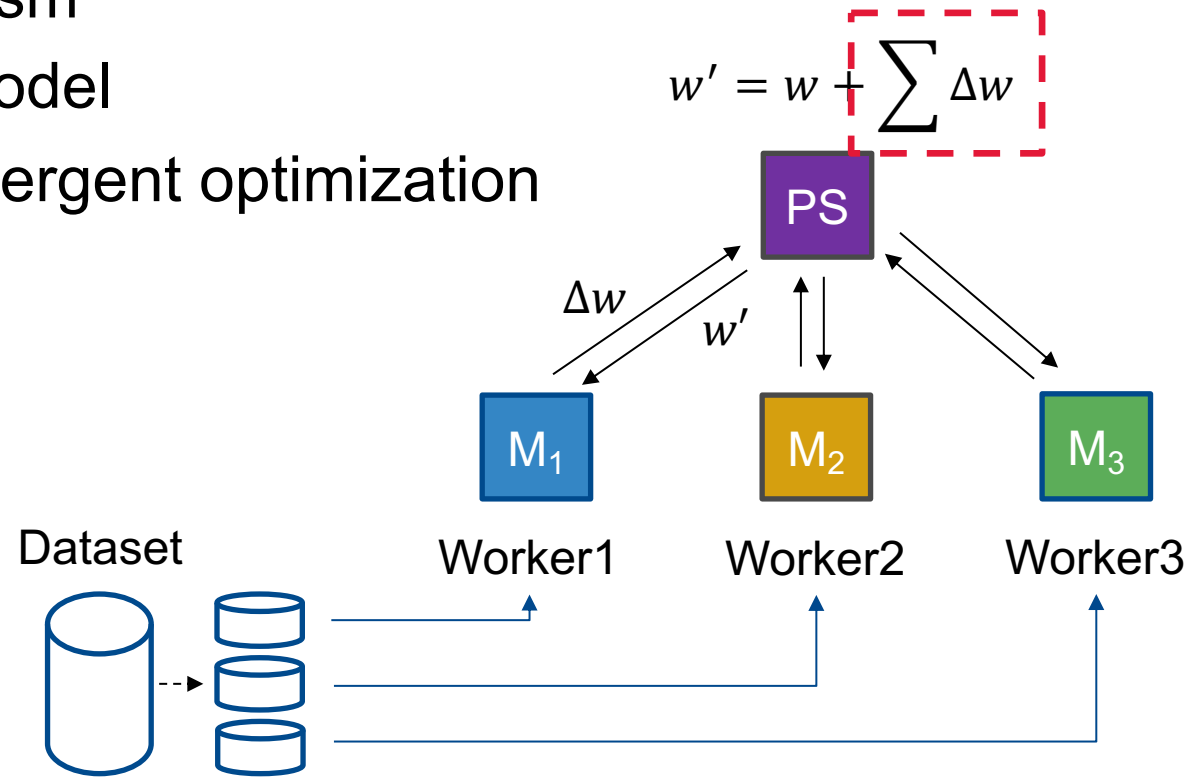 sm
odel
ergent optimization
w′ = w + ∑ Δw
PS
Δw
w′
M₁
M₂
M₃
Dataset
Worker1
Worker2
Worker3